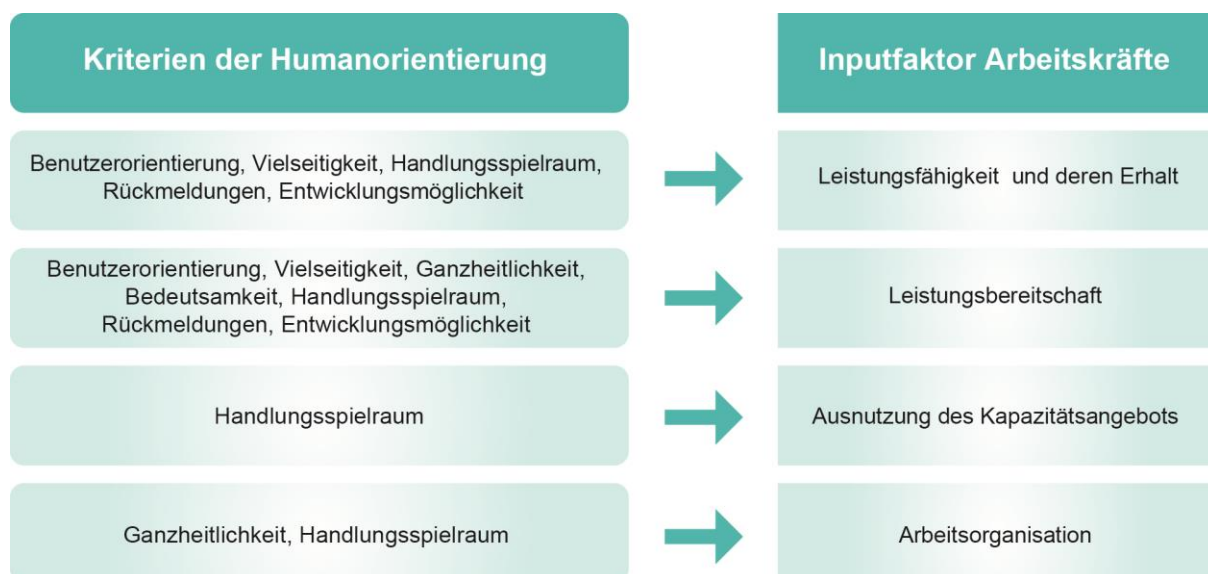 Kriterien der Humanorientierung
Inputfaktor Arbeitskräfte
Benutzerorientierung, Vielseitigkeit, Handlungsspielraum,
Rückmeldungen, Entwicklungsmöglichkeit
Leistungsfähigkeit und deren Erhalt
Benutzerorientierung, Vielseitigkeit, Ganzheitlichkeit,
Bedeutsamkeit, Handlungsspielraum,
Rückmeldungen, Entwicklungsmöglichkeit
Leistungsbereitschaft
Handlungsspielraum
Ausnutzung des Kapazitätsangebots
Ganzheitlichkeit, Handlungsspielraum
Arbeitsorganisation